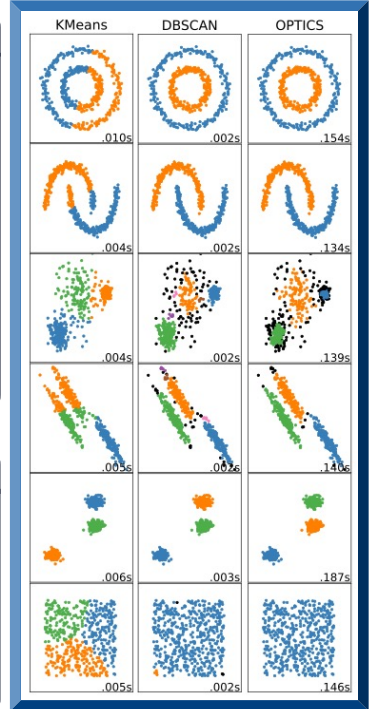 KMeans DBSCAN OPTICS
.010s .002s .154s
.004s .002s .134s
.004s .002s .139s
.005s .002s .140s
.006s .003s .187s
.005s .002s .146s